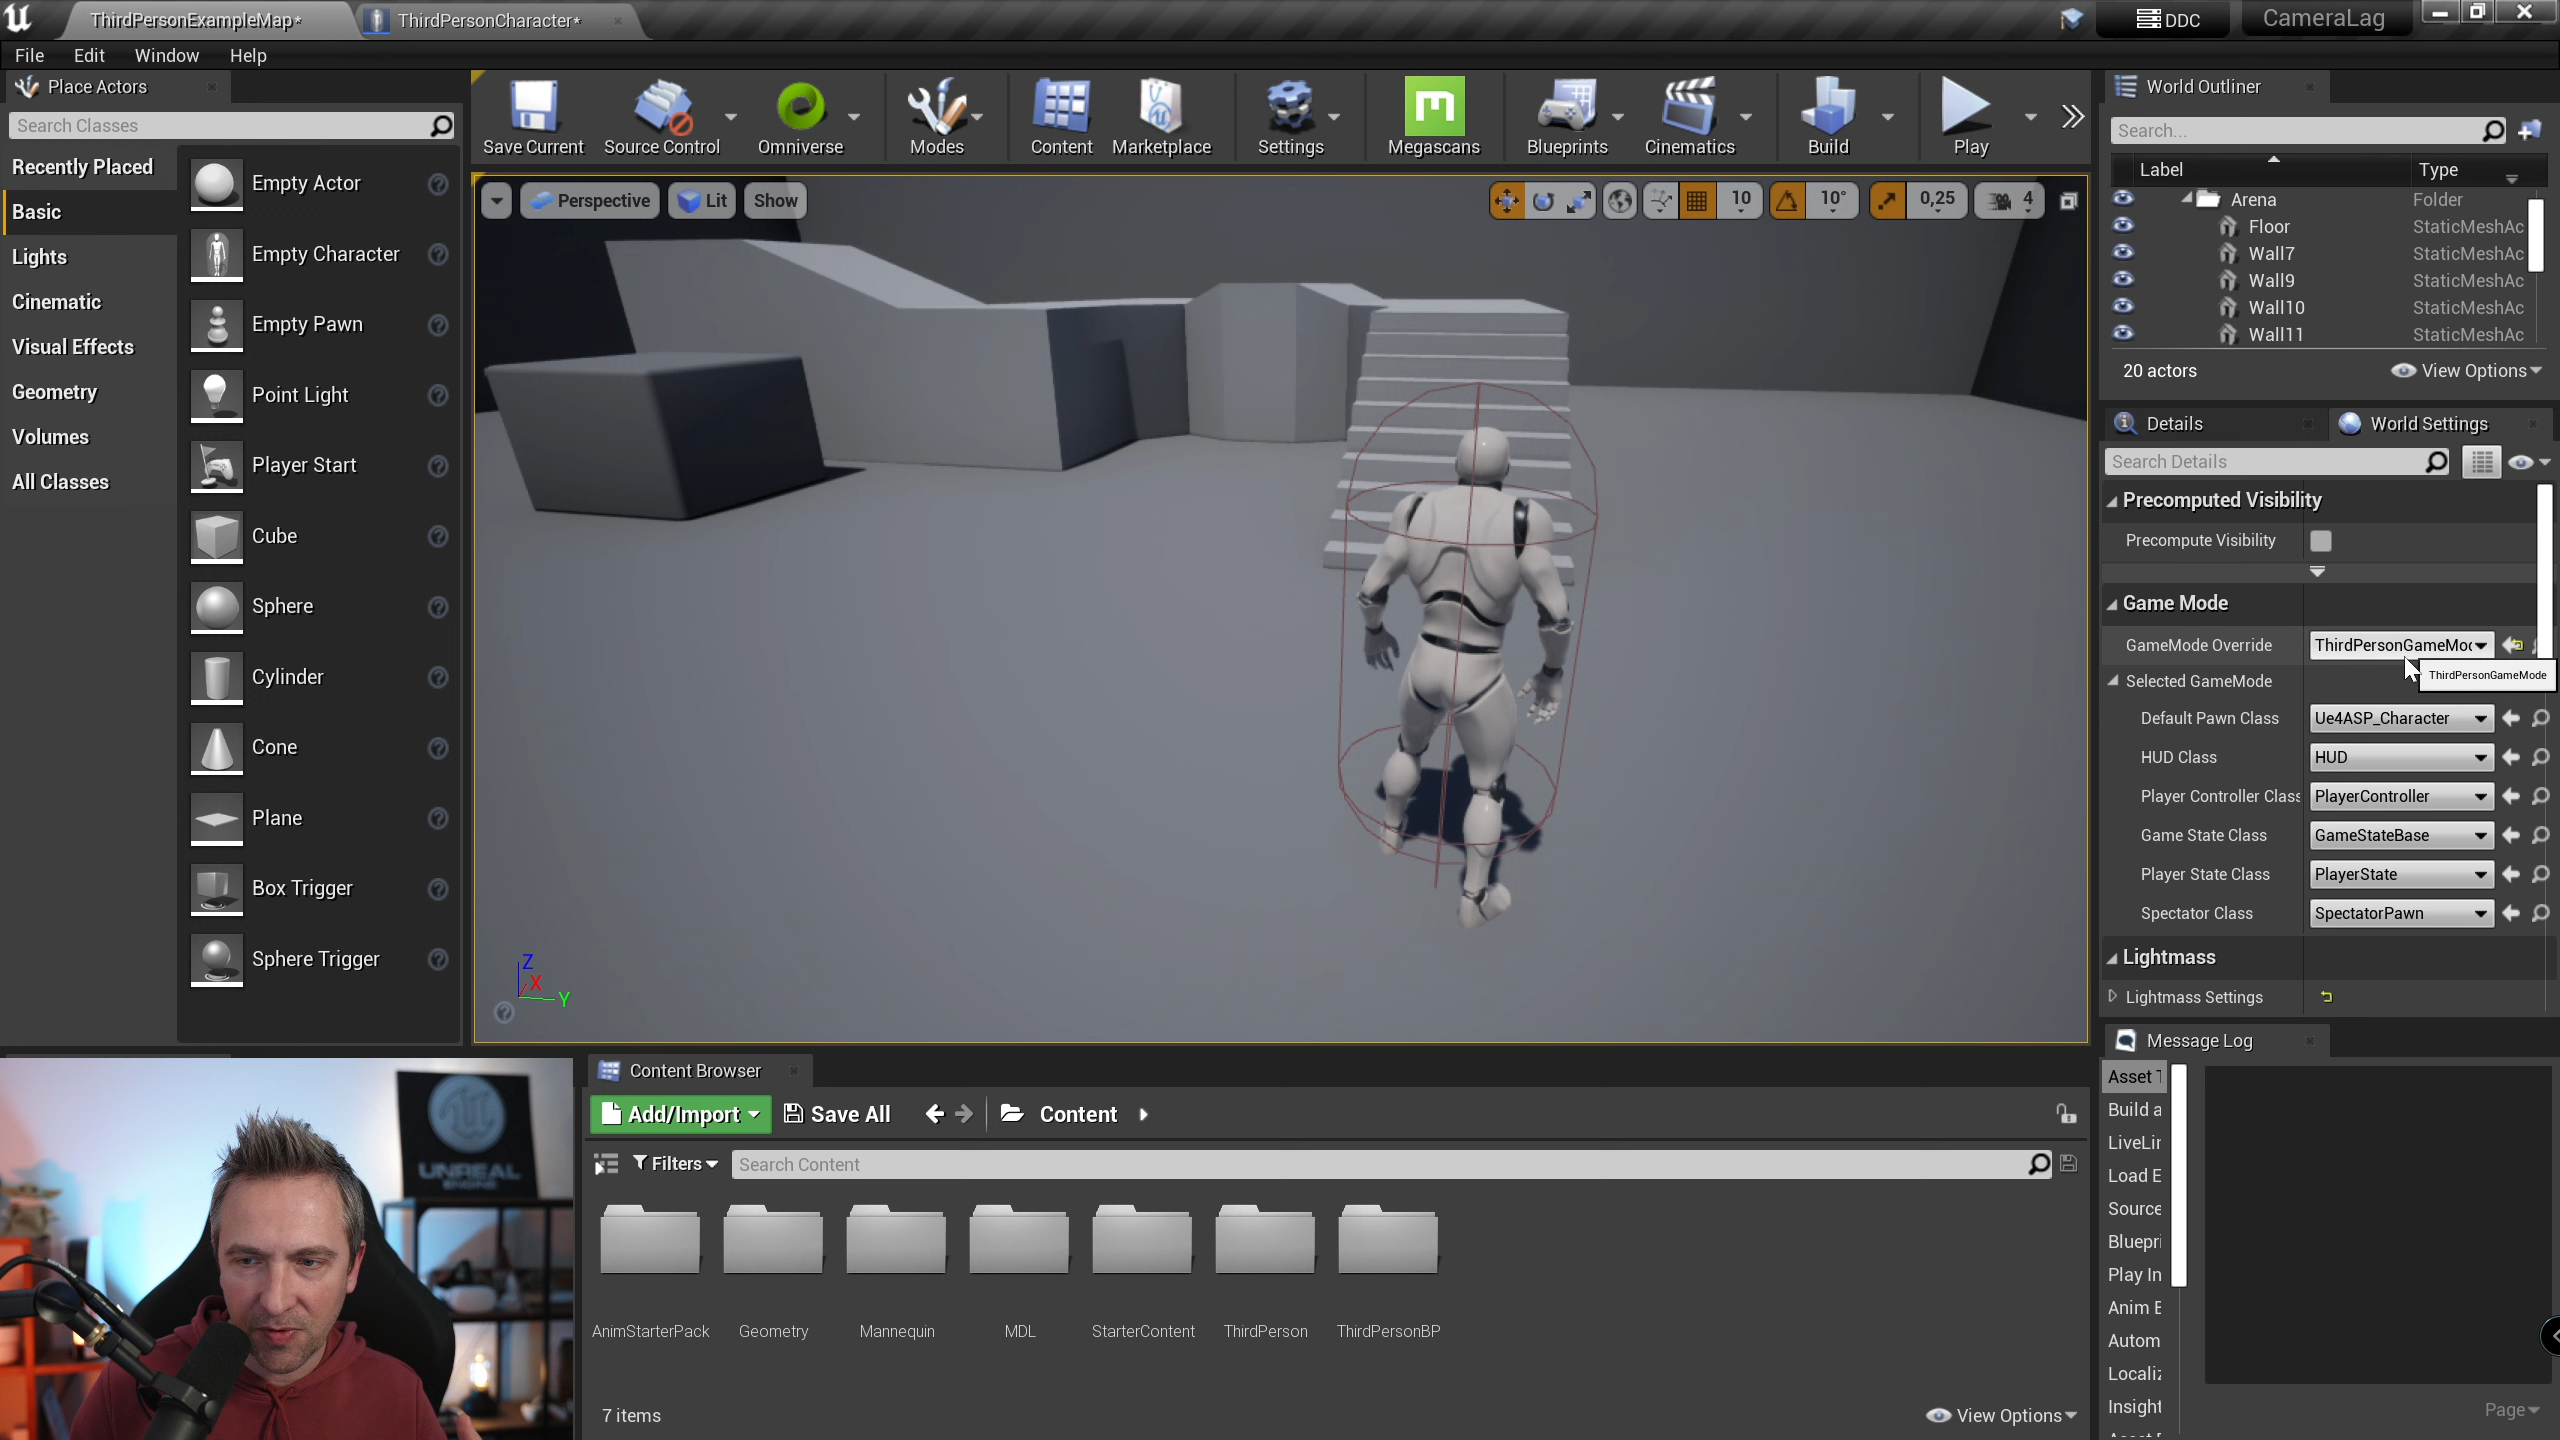 ThirdPersonExampleMap*
ThirdPersonCharacter*
DDC
CameraLag
File
Edit
Window
Help
Place Actors
Search Classes
Recently Placed
Basic
Lights
Cinematic
Visual Effects
Geometry
Volumes
All Classes
Empty Actor
Empty Character
Empty Pawn
Point Light
Player Start
Cube
Sphere
Cylinder
Cone
Plane
Box Trigger
Sphere Trigger
Save Current
Source Control
Omniverse
Modes
Content
Marketplace
Settings
Megascans
Blueprints
Cinematics
Build
Play
Perspective
Lit
Show
10
10°
0,25
4
Z
X
Y
World Outliner
Search...
Label
Type
Arena
Folder
Floor
StaticMeshAc
Wall7
StaticMeshAc
Wall9
StaticMeshAc
Wall10
StaticMeshAc
Wall11
StaticMeshAc
20 actors
View Options
Details
World Settings
Search Details
Precomputed Visibility
Precompute Visibility
Game Mode
GameMode Override
ThirdPersonGameMod
ThirdPersonGameMode
Selected GameMode
Default Pawn Class
Ue4ASP_Character
HUD Class
HUD
Player Controller Class
PlayerController
Game State Class
GameStateBase
Player State Class
PlayerState
Spectator Class
SpectatorPawn
Lightmass
Lightmass Settings
Message Log
Asset T
Build a
LiveLin
Load E
Source
Bluepri
Play In
Anim B
Autom
Localiz
Insight
Page
UNREAL
ENGINE
Content Browser
Add/Import
Save All
Content
Filters
Search Content
AnimStarterPack
Geometry
Mannequin
MDL
StarterContent
ThirdPerson
ThirdPersonBP
7 items
View Options